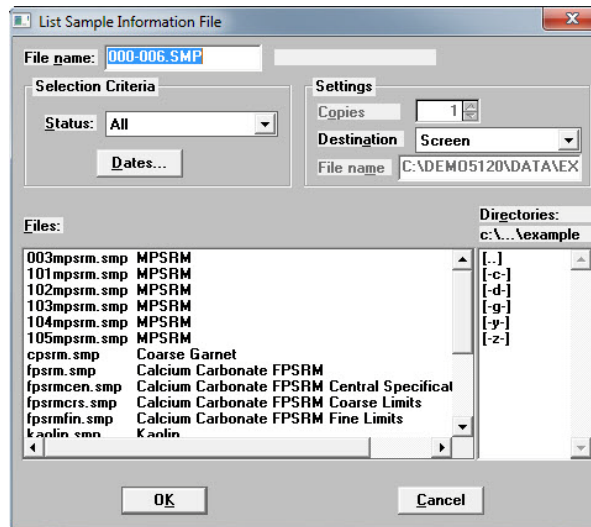 List Sample Information File
File name: 000-006.SMP
Selection Criteria
Status: All
Dates...
Settings
Copies 1
Destination Screen
File name C:\DEMO5120\DATA\EX
Files:
003mpsrm.smp MPSRM
101mpsrm.smp MPSRM
102mpsrm.smp MPSRM
103mpsrm.smp MPSRM
104mpsrm.smp MPSRM
105mpsrm.smp MPSRM
cpsrm.smp Coarse Garnet
fpsrm.smp Calcium Carbonate FPSRM
fpsrmcen.smp Calcium Carbonate FPSRM Central Specificat
fpsrmcrs.smp Calcium Carbonate FPSRM Coarse Limits
fpsrmfin.smp Calcium Carbonate FPSRM Fine Limits
kaolin.smp Kaolin
Directories:
c:\...\example
[..]
[-c-]
[-d-]
[-g-]
[-y-]
[-z-]
OK
Cancel